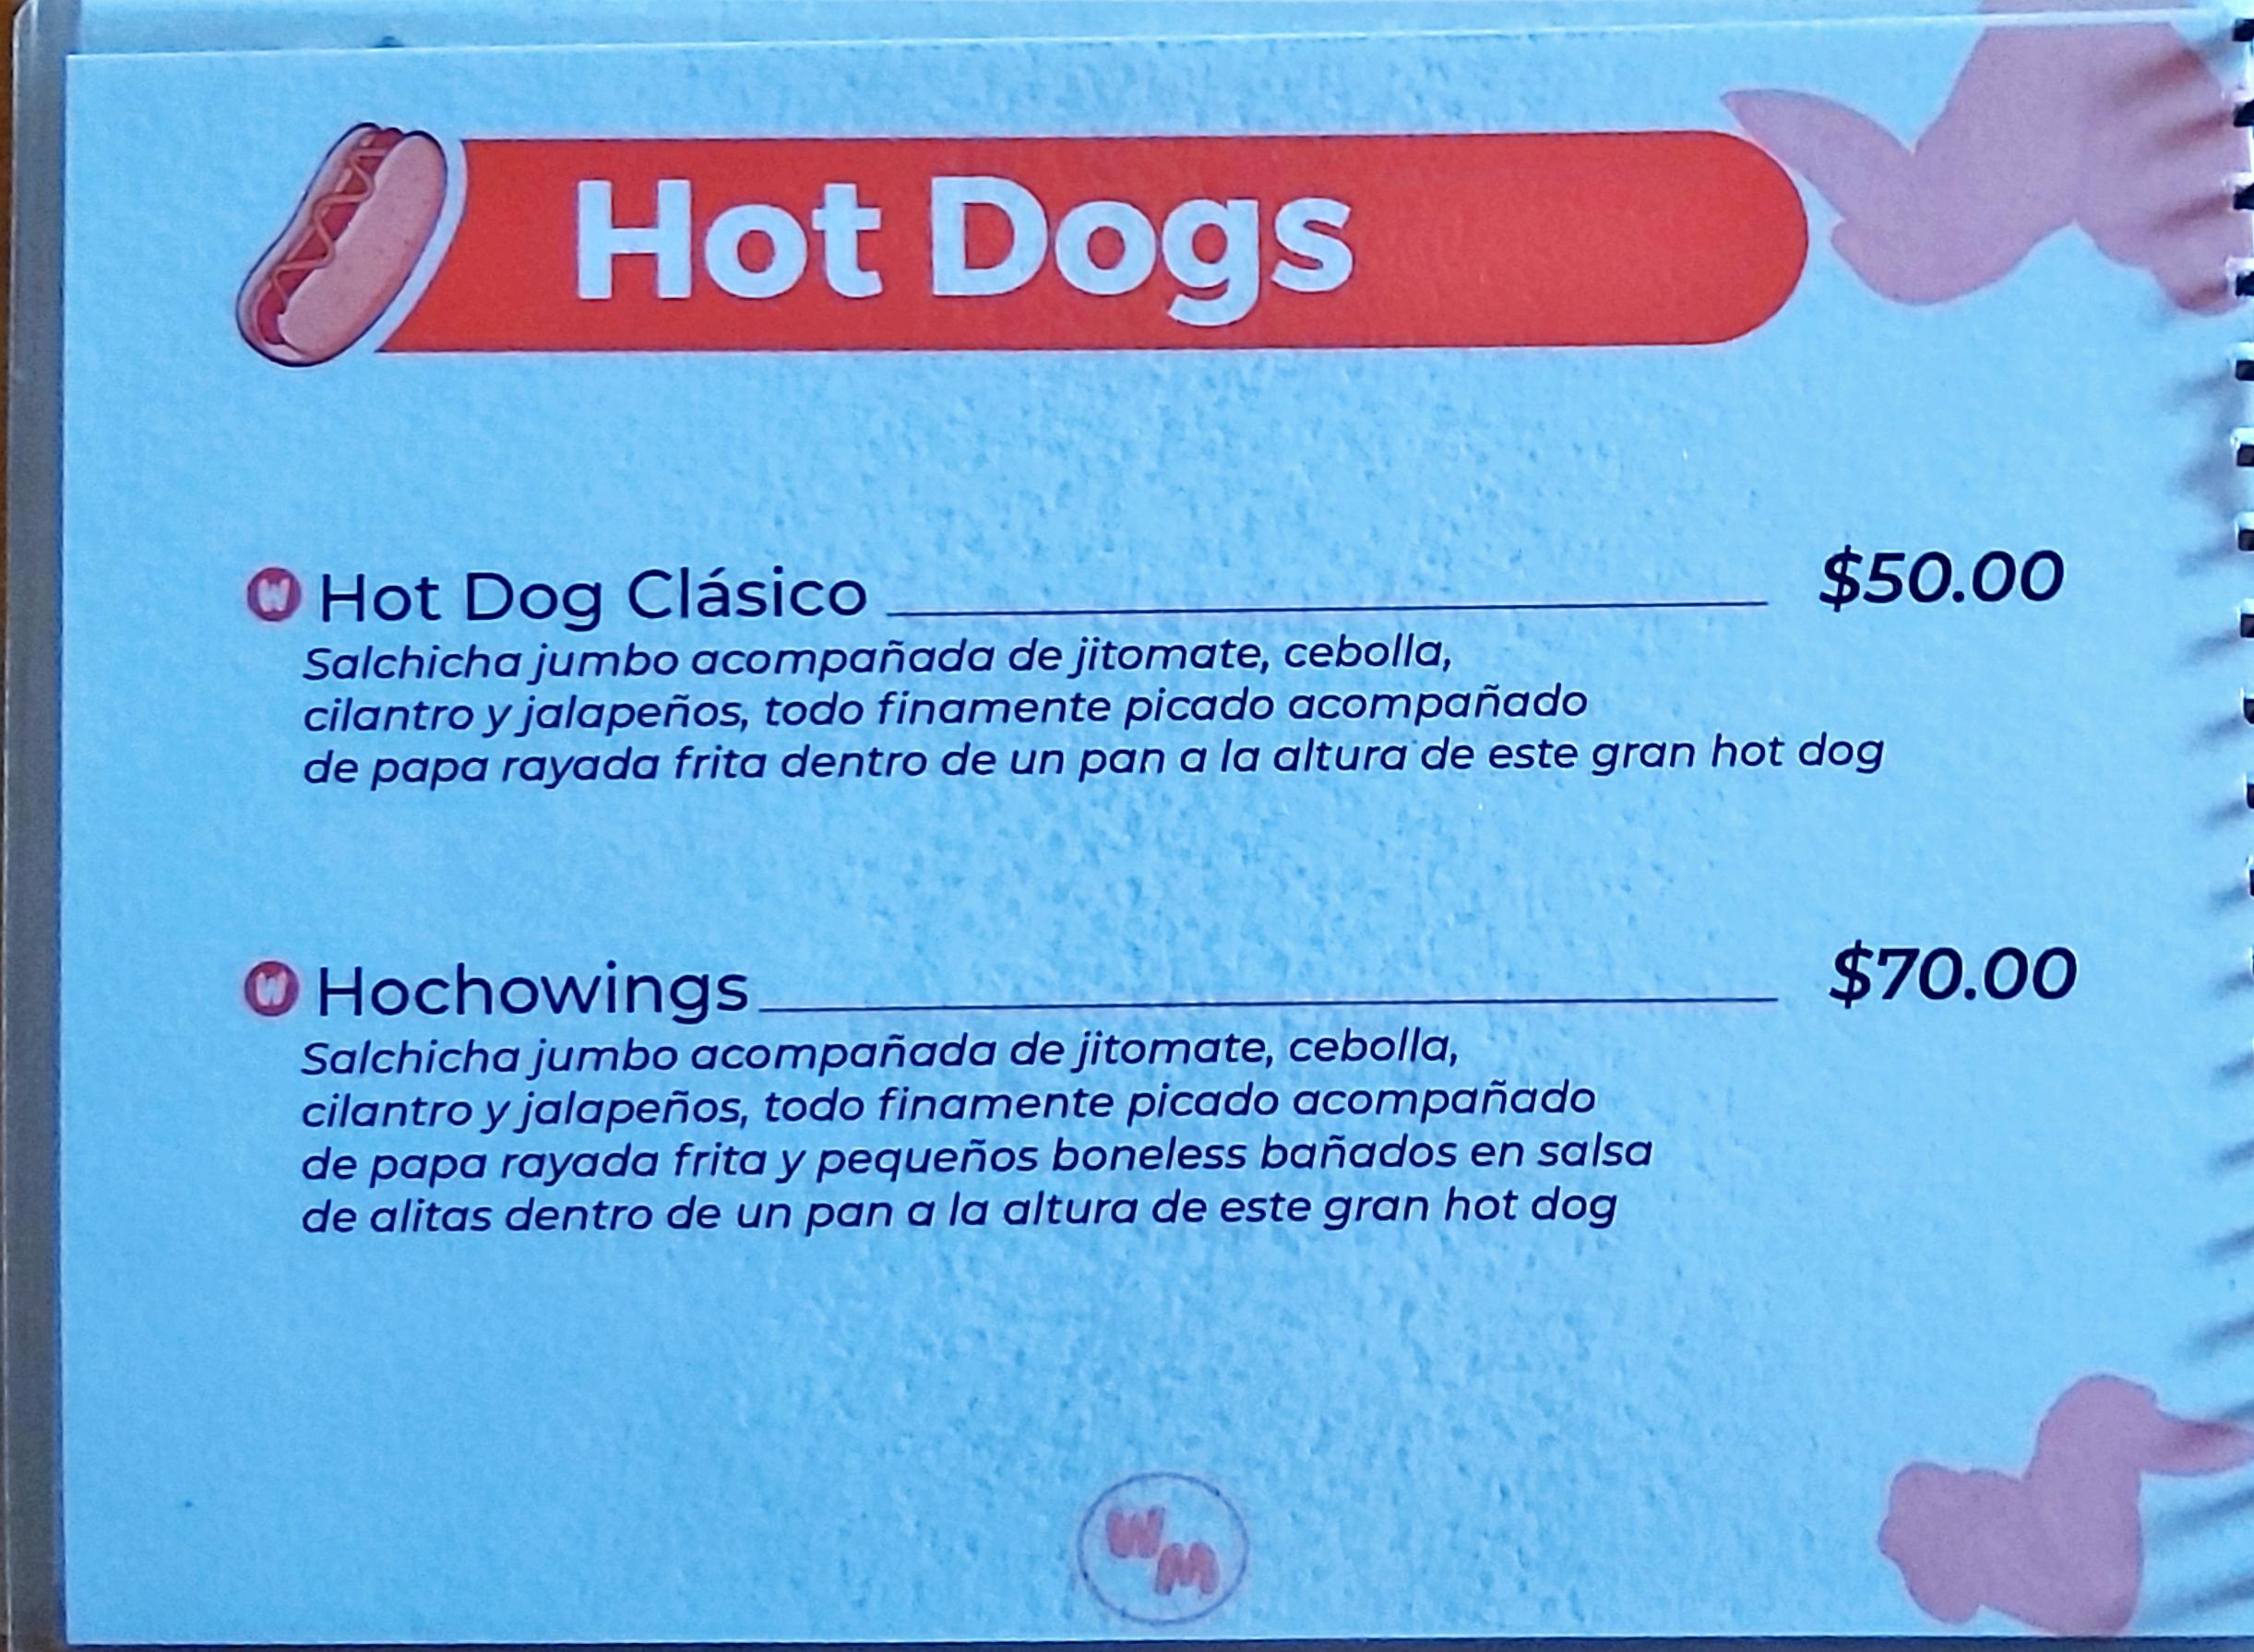 Hot Dogs
W Hot Dog Clásico $50.00
Salchicha jumbo acompañada de jitomate, cebolla,
cilantro y jalapeños, todo finamente picado acompañado
de papa rayada frita dentro de un pan a la altura de este gran hot dog
W Hochowings $70.00
Salchicha jumbo acompañada de jitomate, cebolla,
cilantro y jalapeños, todo finamente picado acompañado
de papa rayada frita y pequeños boneless bañados en salsa
de alitas dentro de un pan a la altura de este gran hot dog
WM